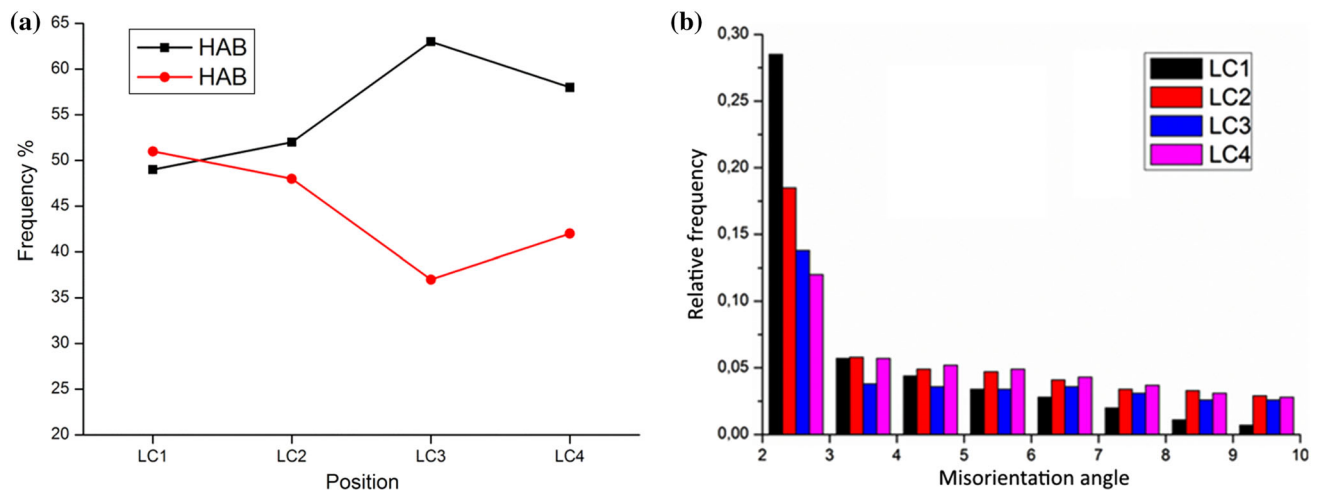 (a)
65
60
55
50
45
40
35
30
25
20
Frequency %
HAB
HAB
LC1 LC2 LC3 LC4
Position
(b)
0,30
0,25
0,20
0,15
0,10
0,05
0,00
Relative frequency
LC1
LC2
LC3
LC4
2 3 4 5 6 7 8 9 10
Misorientation angle